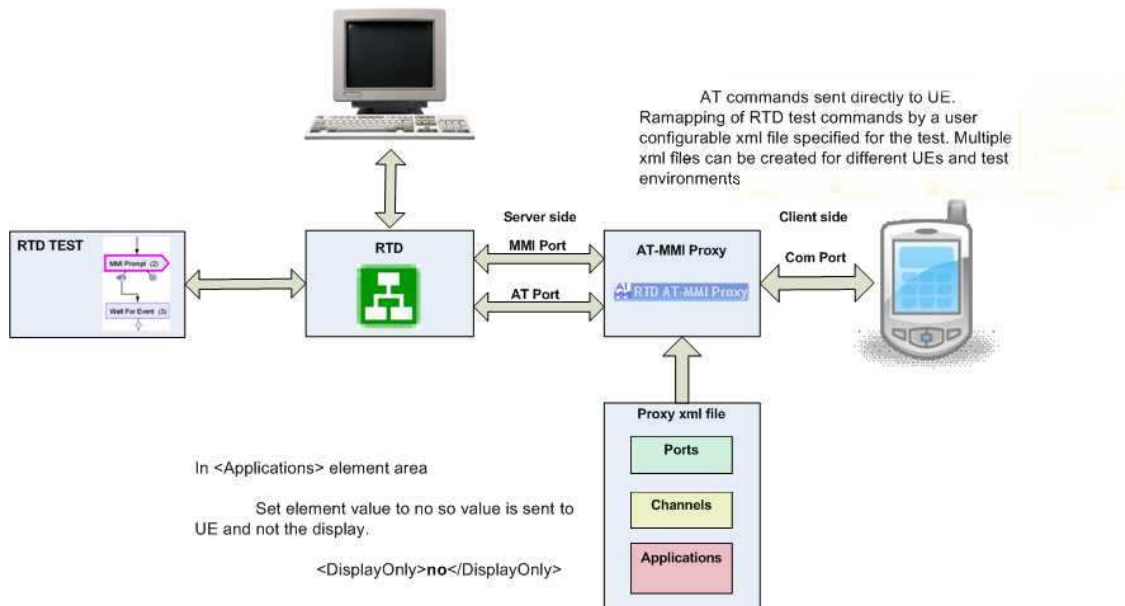 AT commands sent directly to UE.
Ramapping of RTD test commands by a user
configurable xml file specified for the test. Multiple
xml files can be created for different UEs and test
environments
RTD TEST
MMI Prompt (2)
Wait For Event (3)
RTD
Server side
MMI Port
AT Port
AT-MMI Proxy
RTD AT-MMI Proxy
Client side
Com Port
Proxy xml file
Ports
Channels
Applications
In <Applications> element area
Set element value to no so value is sent to
UE and not the display.
<DisplayOnly>no</DisplayOnly>